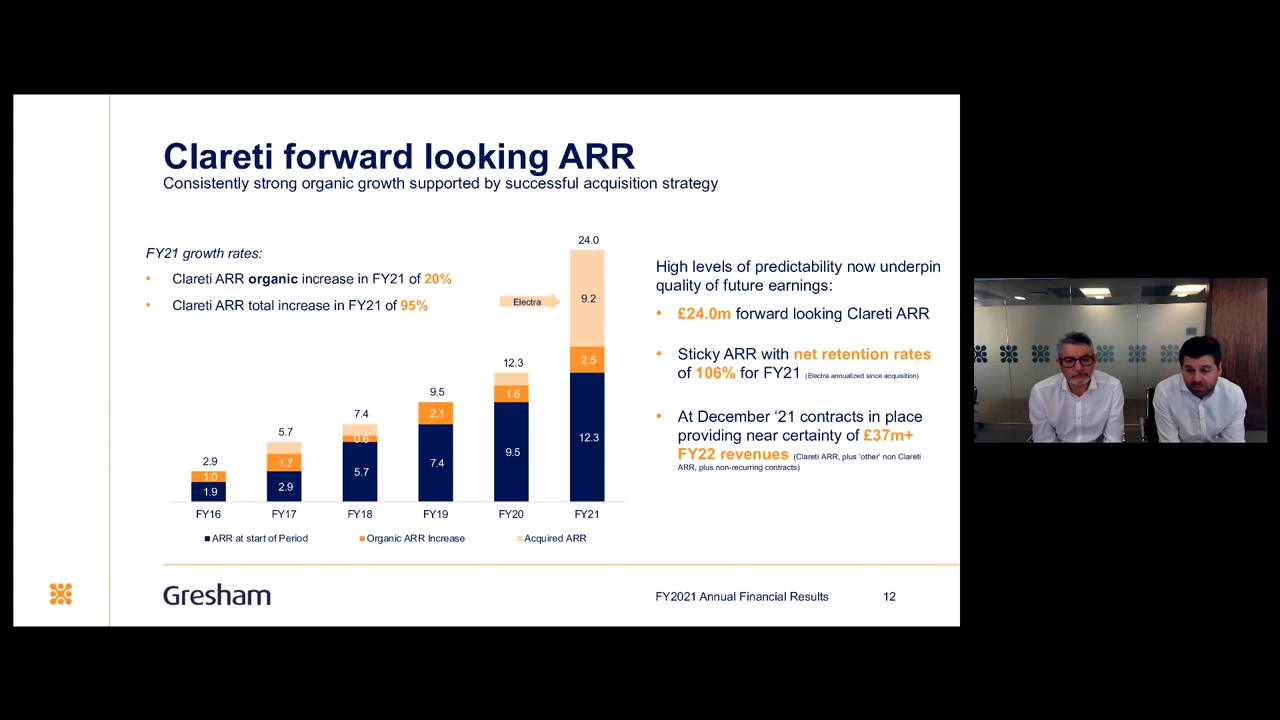 Clareti forward looking ARR
Consistently strong organic growth supported by successful acquisition strategy
FY21 growth rates:
• Clareti ARR organic increase in FY21 of 20%
• Clareti ARR total increase in FY21 of 95%
24.0
Electra
9.2
2.5
12.3
12.3
1.6
9.5
9.5
2.1
7.4
7.4
0.6
5.7
5.7
1.7
2.9
2.9
1.0
1.9
FY16 FY17 FY18 FY19 FY20 FY21
ARR at start of Period Organic ARR Increase Acquired ARR
High levels of predictability now underpin
quality of future earnings:
• £24.0m forward looking Clareti ARR
• Sticky ARR with net retention rates
of 106% for FY21 (Electra annualized since acquisition)
• At December ‘21 contracts in place
providing near certainty of £37m+
FY22 revenues (Clareti ARR, plus 'other' non Clareti
ARR, plus non-recurring contracts)
Gresham
FY2021 Annual Financial Results 12